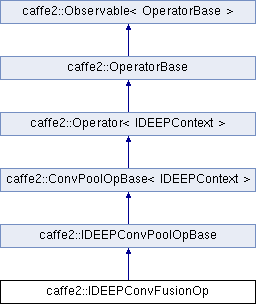 caffe2::Observable< OperatorBase >
caffe2::OperatorBase
caffe2::Operator< IDEEPContext >
caffe2::ConvPoolOpBase< IDEEPContext >
caffe2::IDEEPConvPoolOpBase
caffe2::IDEEPConvFusionOp